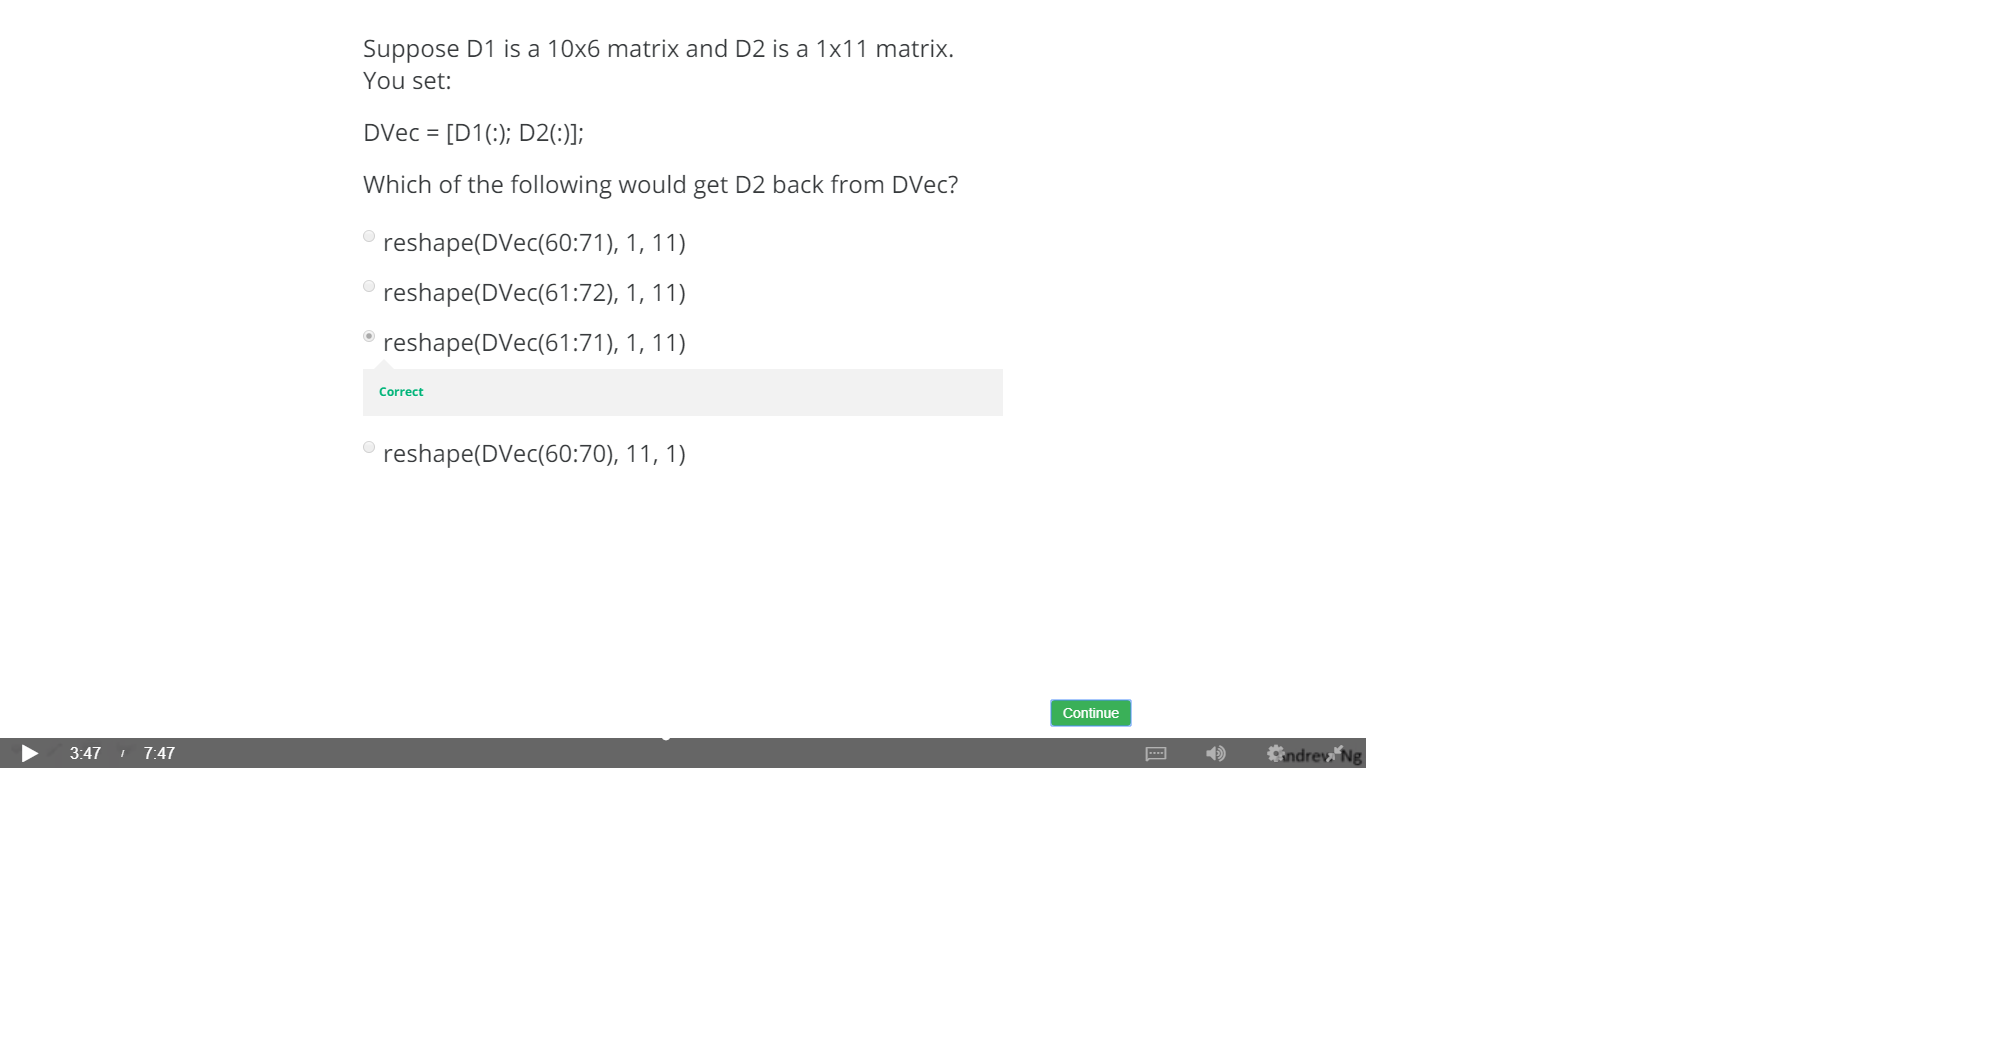 Suppose D1 is a 10x6 matrix and D2 is a 1x11 matrix.
You set:
DVec = [D1(:); D2(:)];
Which of the following would get D2 back from DVec?
reshape(DVec(60:71), 1, 11)
reshape(DVec(61:72), 1, 11)
reshape(DVec(61:71), 1, 11)
Correct
reshape(DVec(60:70), 11, 1)
Continue
3:47 / 7:47
Ng